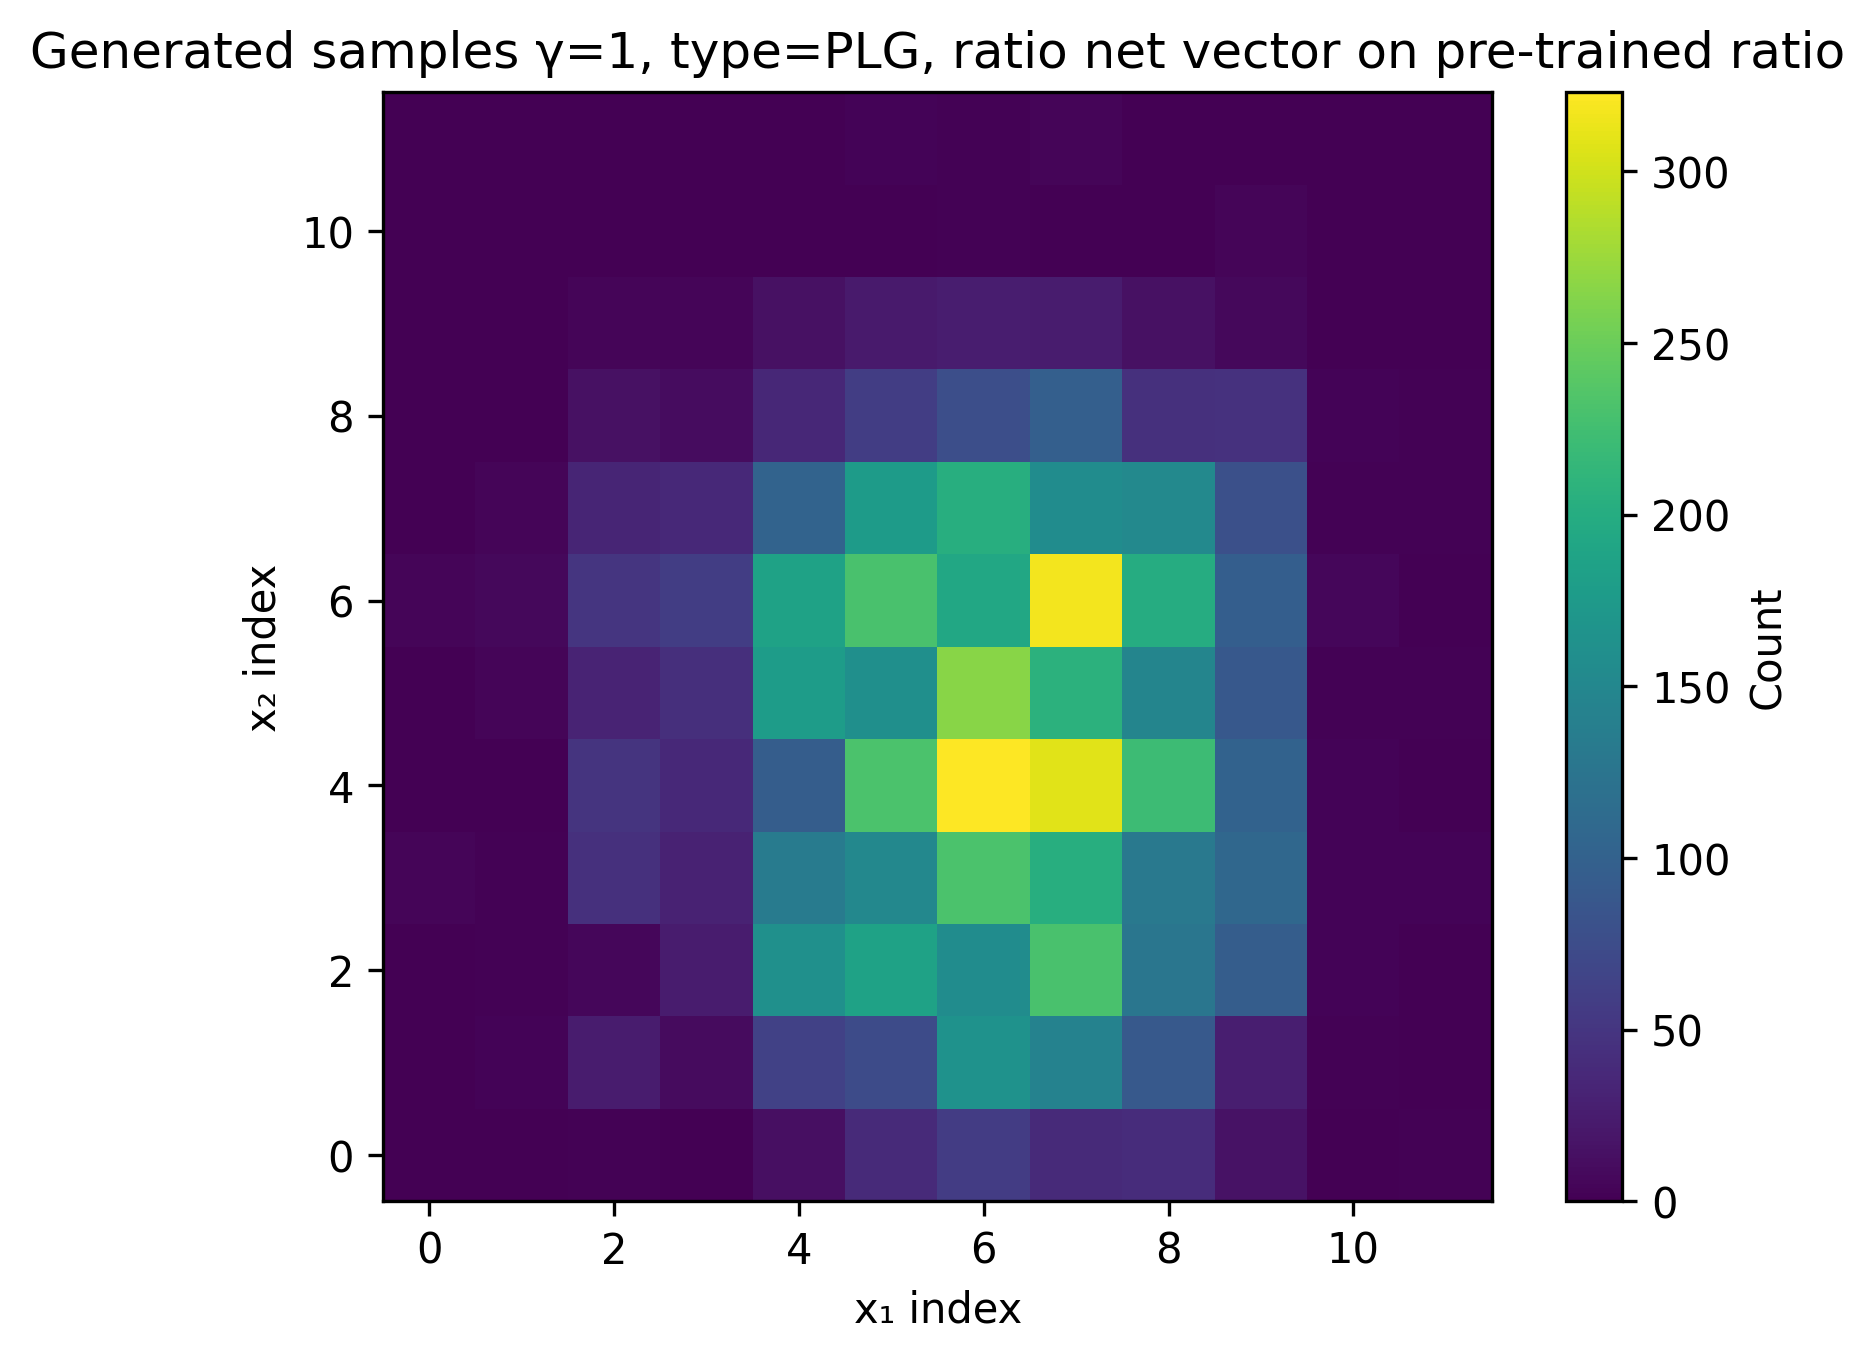 Generated samples γ=1, type=PLG, ratio net vector on pre-trained ratio
x₂ index
10
8
6
4
2
0
0 2 4 6 8 10
x₁ index
300
250
200
150
100
50
0
Count